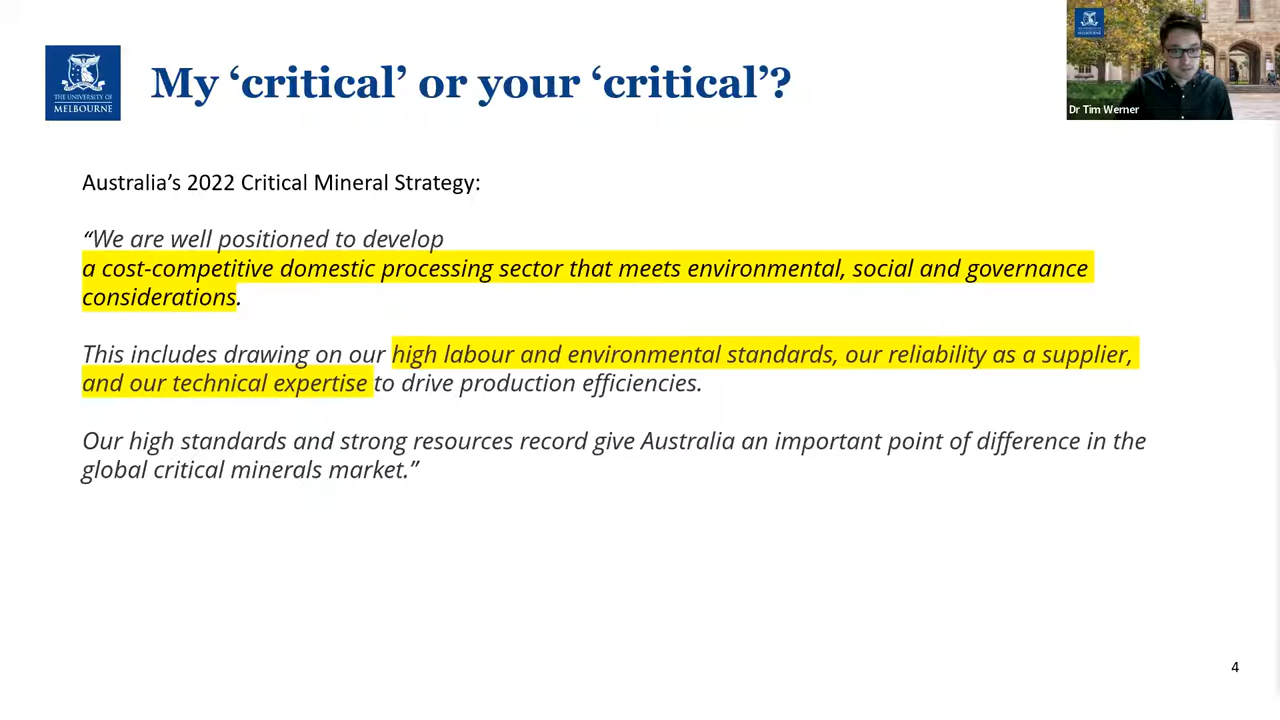 THE UNIVERSITY OF
MELBOURNE
My ‘critical’ or your ‘critical’?
Dr Tim Werner
Australia’s 2022 Critical Mineral Strategy:
“We are well positioned to develop
a cost-competitive domestic processing sector that meets environmental, social and governance
considerations.
This includes drawing on our high labour and environmental standards, our reliability as a supplier,
and our technical expertise to drive production efficiencies.
Our high standards and strong resources record give Australia an important point of difference in the
global critical minerals market.”
4